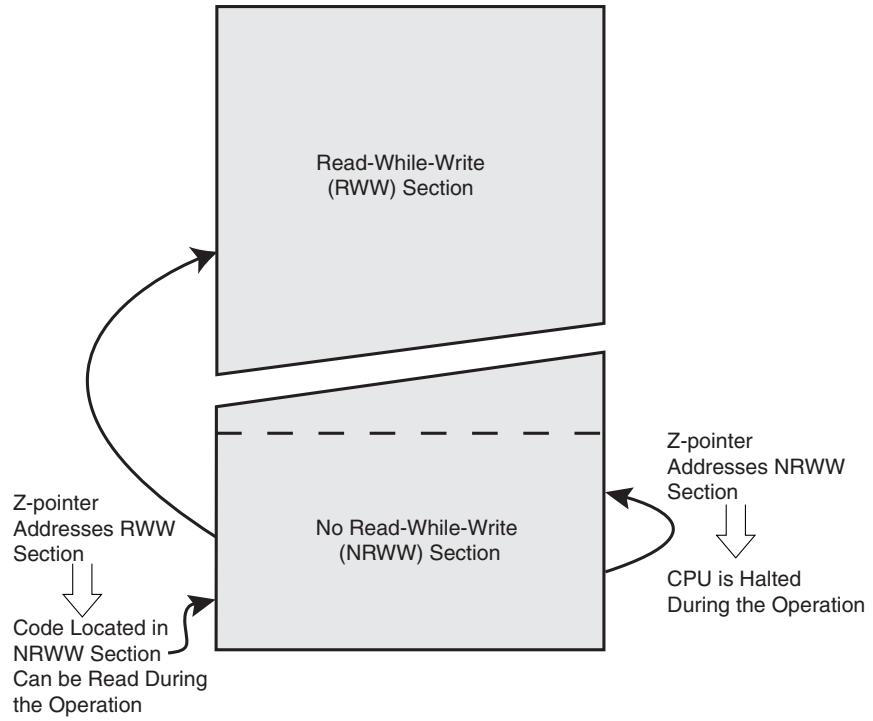 Read-While-Write
(RWW) Section
Z-pointer
Addresses NRWW
Section
Z-pointer
Addresses RWW
Section
No Read-While-Write
(NRWW) Section
CPU is Halted
During the Operation
Code Located in
NRWW Section
Can be Read During
the Operation